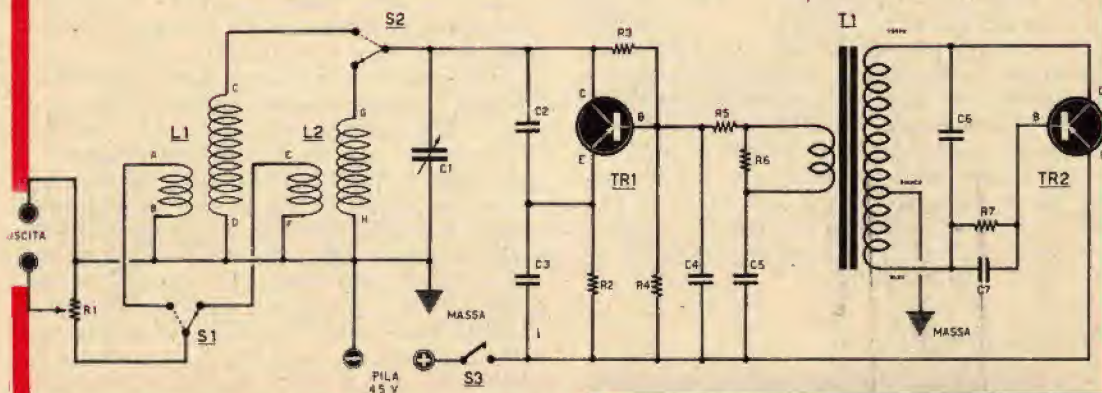 S2
C
L1
A
B
D
L2
E
F
G
H
C1
USCITA
R1
S1
MASSA
PILA
4,5 V
S3
C2
C3
C
E
B
TR1
R2
R3
R4
C4
R5
R6
C5
T1
C6
R7
C7
MASSA
B
TR2